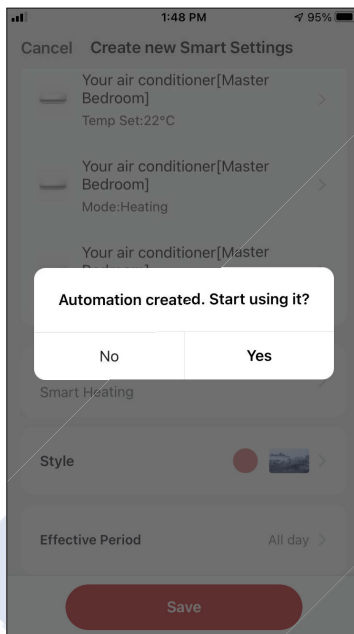 1:48 PM
95%
Cancel
Create new Smart Settings
Your air conditioner[Master
Bedroom]
Temp Set:22°C
Your air conditioner[Master
Bedroom]
Mode:Heating
Your air conditioner[Master
Automation created. Start using it?
No
Yes
Smart Heating
Style
Effective Period
All day
Save